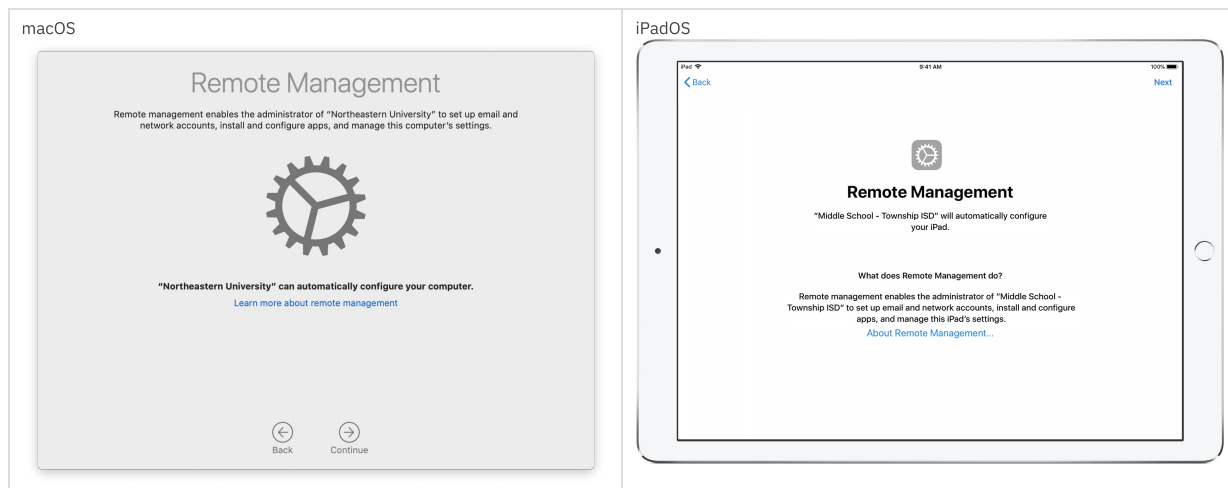 macOS
Remote Management
Remote management enables the administrator of “Northeastern University” to set up email and
network accounts, install and configure apps, and manage this computer’s settings.
“Northeastern University” can automatically configure your computer.
Learn more about remote management
Back
Continue
iPadOS
iPad
9:41 AM
100%
Back
Next
Remote Management
“Middle School - Township ISD” will automatically configure
your iPad.
What does Remote Management do?
Remote management enables the administrator of “Middle School -
Township ISD” to set up email and network accounts, install and configure
apps, and manage this iPad’s settings.
About Remote Management...